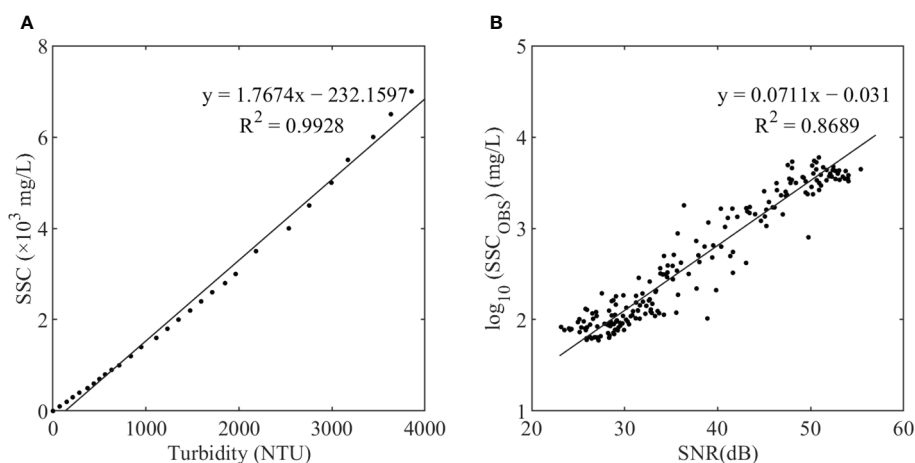 A
B
8
6
4
2
0
0 1000 2000 3000 4000
SSC (×10³ mg/L)
Turbidity (NTU)
y = 1.7674x − 232.1597
R² = 0.9928
5
4
3
2
1
20 30 40 50 60
log₁₀ (SSC_OBS) (mg/L)
SNR(dB)
y = 0.0711x − 0.031
R² = 0.8689